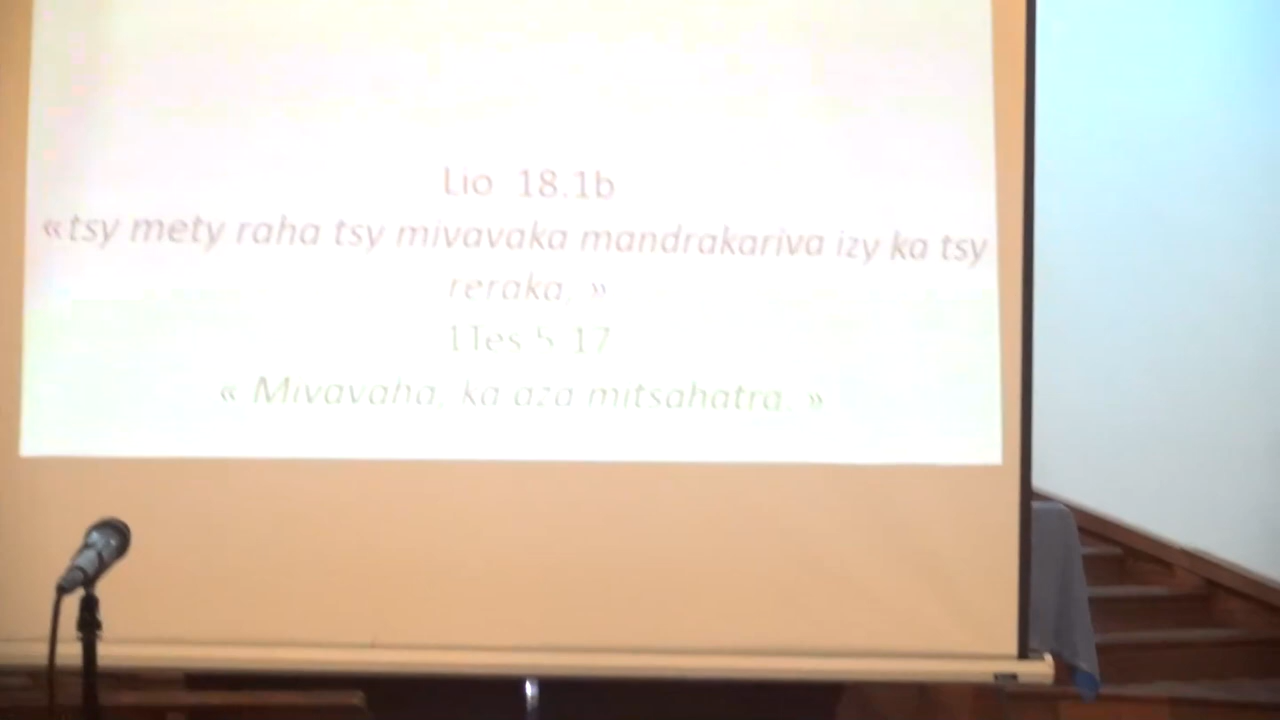 Lio 18.1b
«tsy mety raha tsy mivavaka mandrakariva izy ka tsy
reraka. »
1Tes 5.17
« Mivavaha, ka aza mitsahatra. »